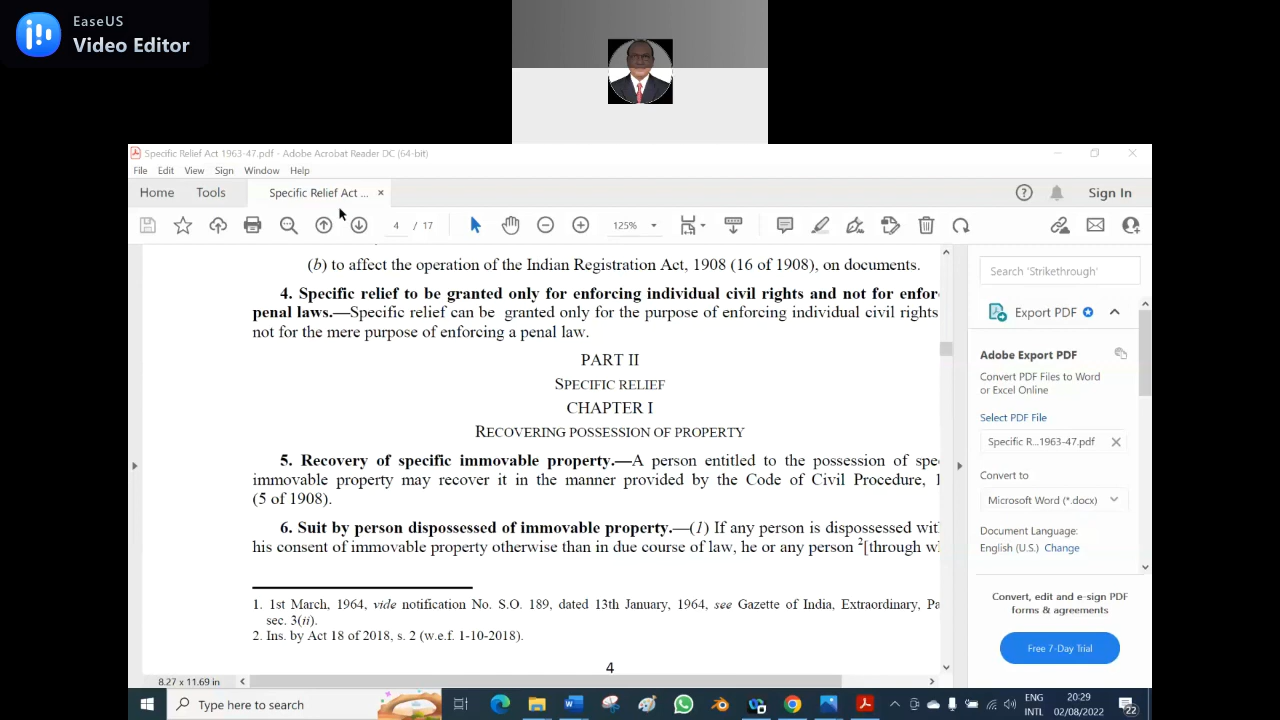 EaseUS
Video Editor
Specific Relief Act 1963-47.pdf - Adobe Acrobat Reader DC (64-bit)
File Edit View Sign Window Help
Home Tools Specific Relief Act ... × Sign In
4 / 17 125%
(b) to affect the operation of the Indian Registration Act, 1908 (16 of 1908), on documents.
4. Specific relief to be granted only for enforcing individual civil rights and not for enfor
penal laws.—Specific relief can be granted only for the purpose of enforcing individual civil rights
not for the mere purpose of enforcing a penal law.
PART II
SPECIFIC RELIEF
CHAPTER I
RECOVERING POSSESSION OF PROPERTY
5. Recovery of specific immovable property.—A person entitled to the possession of spe
immovable property may recover it in the manner provided by the Code of Civil Procedure,
(5 of 1908).
6. Suit by person dispossessed of immovable property.—(1) If any person is dispossessed wit
his consent of immovable property otherwise than in due course of law, he or any person 2[through w
1. 1st March, 1964, vide notification No. S.O. 189, dated 13th January, 1964, see Gazette of India, Extraordinary, Pa
sec. 3(ii).
2. Ins. by Act 18 of 2018, s. 2 (w.e.f. 1-10-2018).
4
8.27 x 11.69 in
Search 'Strikethrough'
Export PDF
Adobe Export PDF
Convert PDF Files to Word
or Excel Online
Select PDF File
Specific R...1963-47.pdf
Convert to
Microsoft Word (*.docx)
Document Language:
English (U.S.) Change
Convert, edit and e-sign PDF
forms & agreements
Free 7-Day Trial
Type here to search
ENG
INTL
20:29
02/08/2022
22